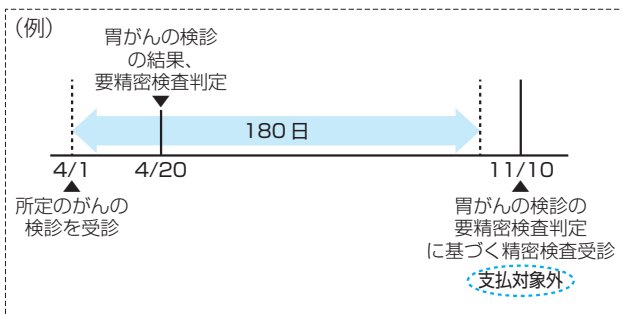 (例)
胃がんの検診
の結果、
要精密検査判定
180日
4/1
4/20
11/10
所定のがんの
検診を受診
胃がんの検診の
要精密検査判定
に基づく精密検査受診
支払対象外